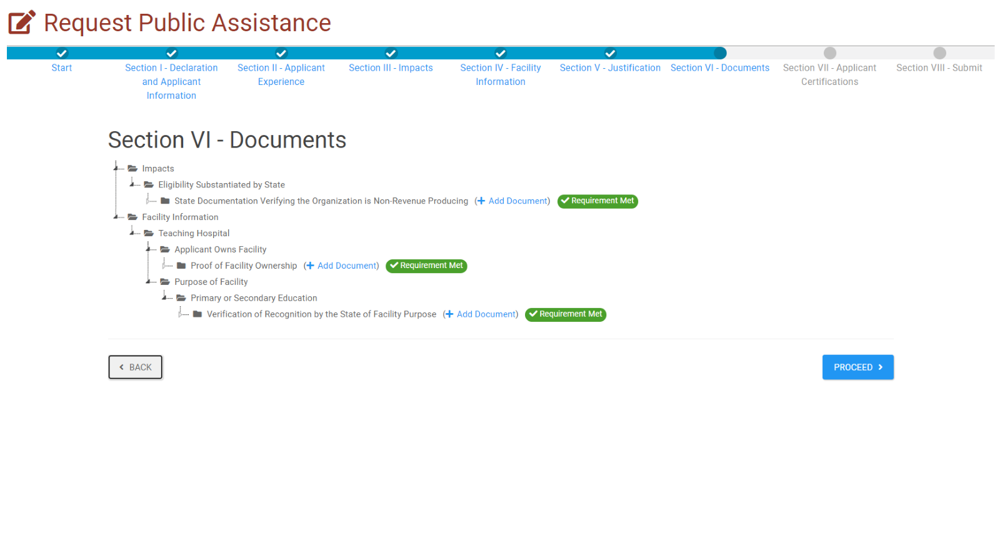 Request Public Assistance
Start
Section I - Declaration and Applicant Information
Section II - Applicant Experience
Section III - Impacts
Section IV - Facility Information
Section V - Justification
Section VI - Documents
Section VII - Applicant Certifications
Section VIII - Submit
Section VI - Documents
Impacts
Eligibility Substantiated by State
State Documentation Verifying the Organization is Non-Revenue Producing (+ Add Document) Requirement Met
Facility Information
Teaching Hospital
Applicant Owns Facility
Proof of Facility Ownership (+ Add Document) Requirement Met
Purpose of Facility
Primary or Secondary Education
Verification of Recognition by the State of Facility Purpose (+ Add Document) Requirement Met
BACK
PROCEED